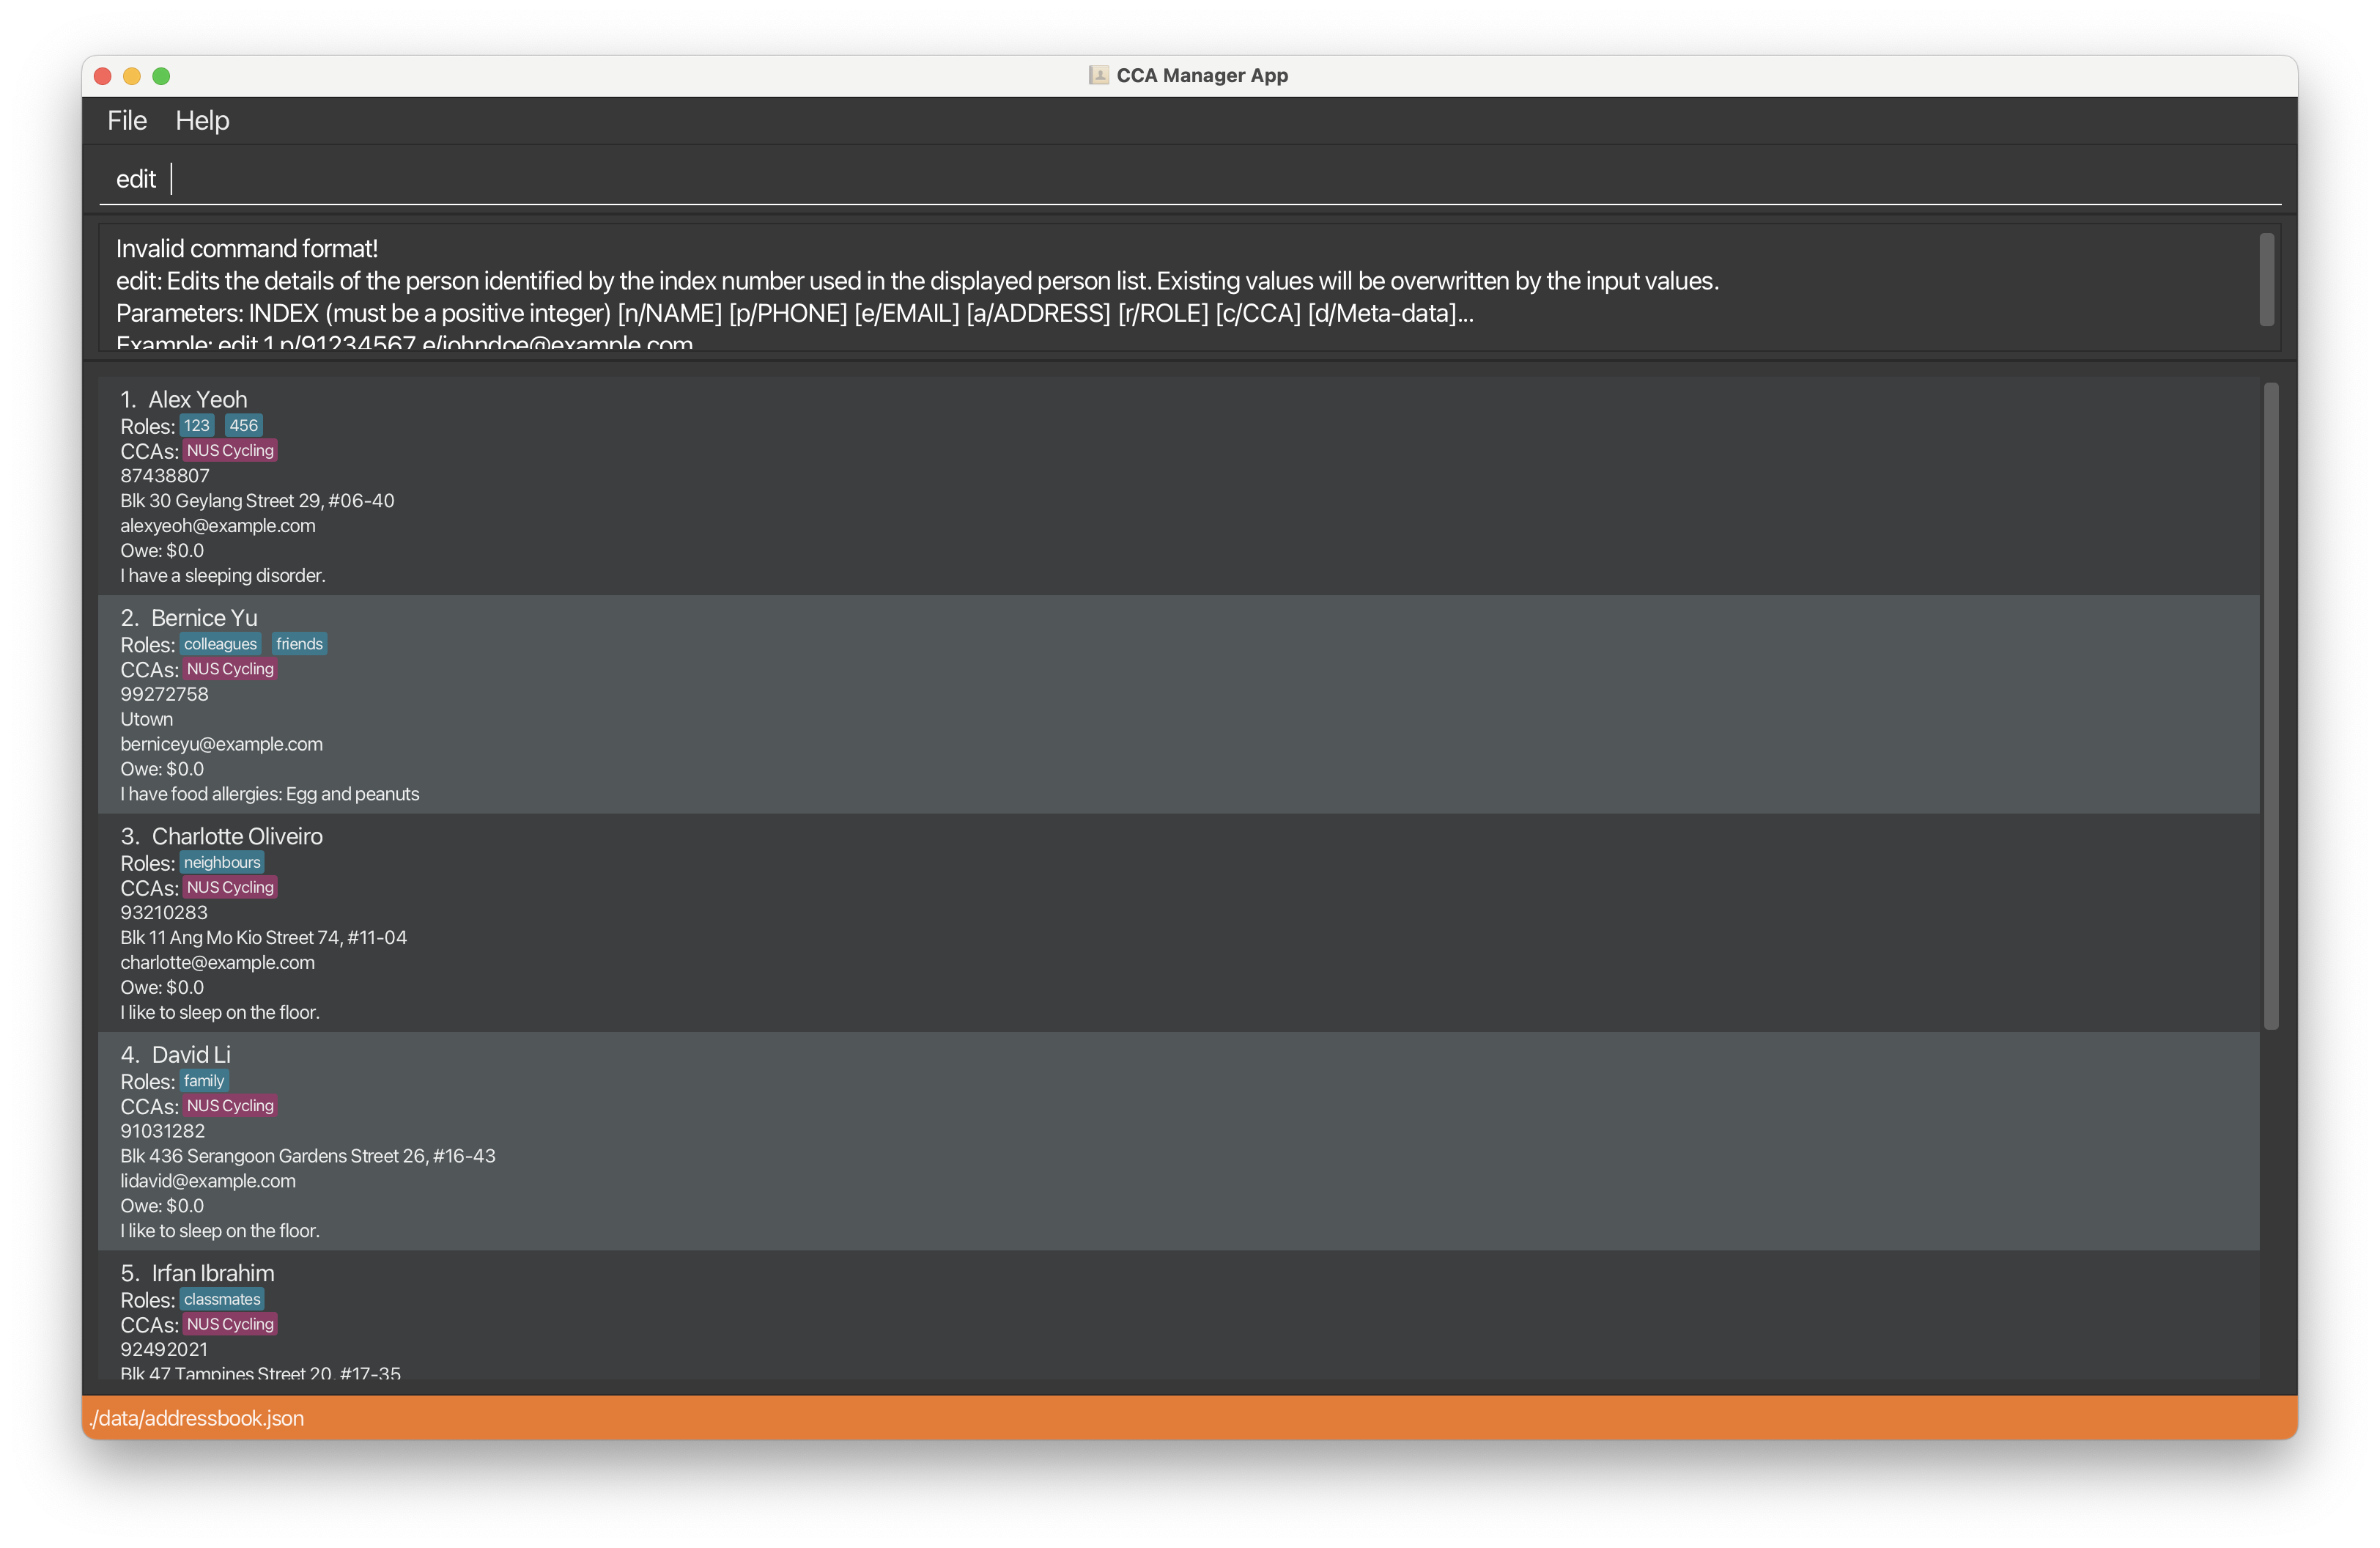 CCA Manager App
File Help
edit
Invalid command format!
edit: Edits the details of the person identified by the index number used in the displayed person list. Existing values will be overwritten by the input values.
Parameters: INDEX (must be a positive integer) [n/NAME] [p/PHONE] [e/EMAIL] [a/ADDRESS] [r/ROLE] [c/CCA] [d/Meta-data]...
Example: edit 1 p/91234567 e/johndoe@example.com
1. Alex Yeoh
Roles: 123 456
CCAs: NUS Cycling
87438807
Blk 30 Geylang Street 29, #06-40
alexyeoh@example.com
Owe: $0.0
I have a sleeping disorder.
2. Bernice Yu
Roles: colleagues friends
CCAs: NUS Cycling
99272758
Utown
berniceyu@example.com
Owe: $0.0
I have food allergies: Egg and peanuts
3. Charlotte Oliveiro
Roles: neighbours
CCAs: NUS Cycling
93210283
Blk 11 Ang Mo Kio Street 74, #11-04
charlotte@example.com
Owe: $0.0
I like to sleep on the floor.
4. David Li
Roles: family
CCAs: NUS Cycling
91031282
Blk 436 Serangoon Gardens Street 26, #16-43
lidavid@example.com
Owe: $0.0
I like to sleep on the floor.
5. Irfan Ibrahim
Roles: classmates
CCAs: NUS Cycling
92492021
Blk 47 Tampines Street 20, #17-35
./data/addressbook.json